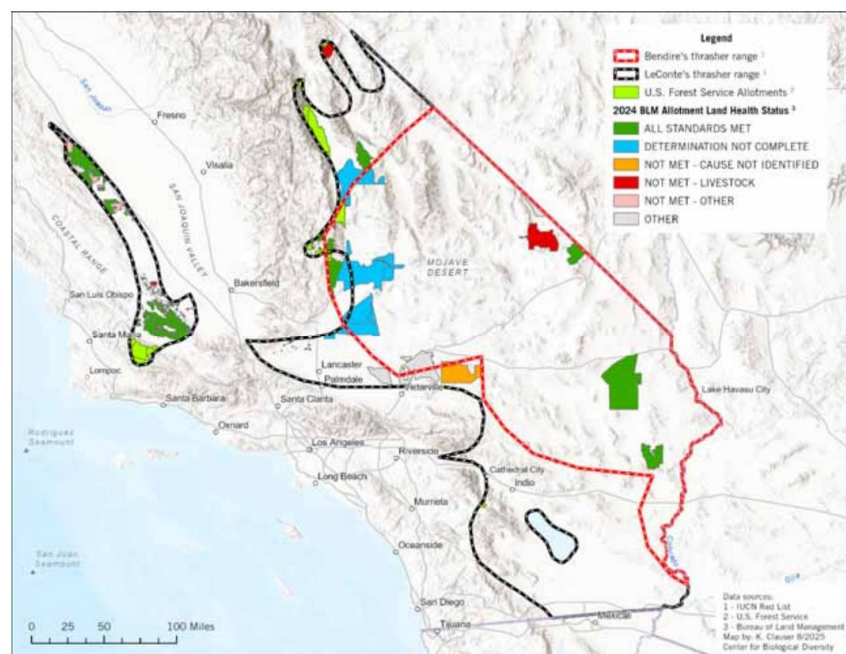 Legend
Bendire's thrasher range ¹
LeConte's thrasher range ¹
U.S. Forest Service Allotments ²
2024 BLM Allotment Land Health Status ³
ALL STANDARDS MET
DETERMINATION NOT COMPLETE
NOT MET - CAUSE NOT IDENTIFIED
NOT MET - LIVESTOCK
NOT MET - OTHER
OTHER
San Joaquin
Fresno
Visalia
SAN JOAQUIN VALLEY
COASTAL RANGE
MOJAVE
DESERT
Bakersfield
San Luis Obispo
Santa Maria
Lompoc
Lancaster
Palmdale
Victorville
Lake Havasu City
Santa Barbara
Santa Clarita
Oxnard
Los Angeles
Riverside
Long Beach
Cathedral City
Indio
Murrieta
Oceanside
Rodriguez
Seamount
San Juan
Seamount
Colorado
Gila
San Diego
Tijuana
Mexicali
0 25 50 100 Miles
Data sources:
1 - IUCN Red List
2 - U.S. Forest Service
3 - Bureau of Land Management
Map by: K. Clauser 8/2025
Center for Biological Diversity